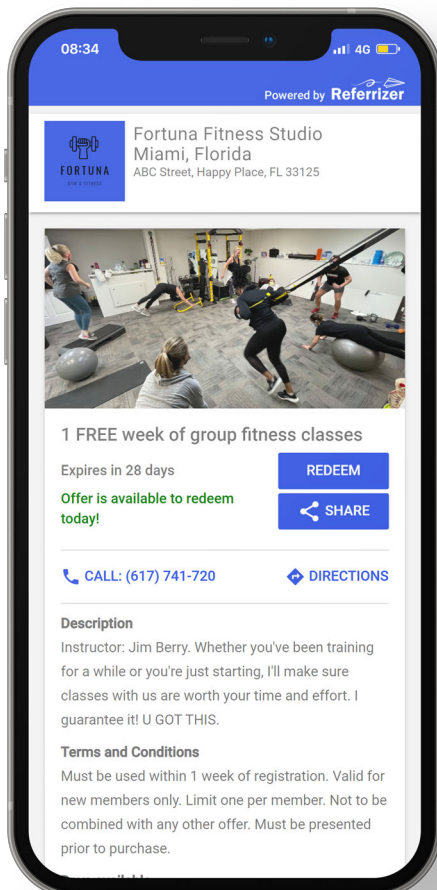 08:34
4G
Powered by Referrizer
FORTUNA
GYM & FITNESS
Fortuna Fitness Studio
Miami, Florida
ABC Street, Happy Place, FL 33125
1 FREE week of group fitness classes
Expires in 28 days
REDEEM
Offer is available to redeem
today!
SHARE
CALL: (617) 741-720
DIRECTIONS
Description
Instructor: Jim Berry. Whether you've been training
for a while or you're just starting, I'll make sure
classes with us are worth your time and effort. I
guarantee it! U GOT THIS.
Terms and Conditions
Must be used within 1 week of registration. Valid for
new members only. Limit one per member. Not to be
combined with any other offer. Must be presented
prior to purchase.